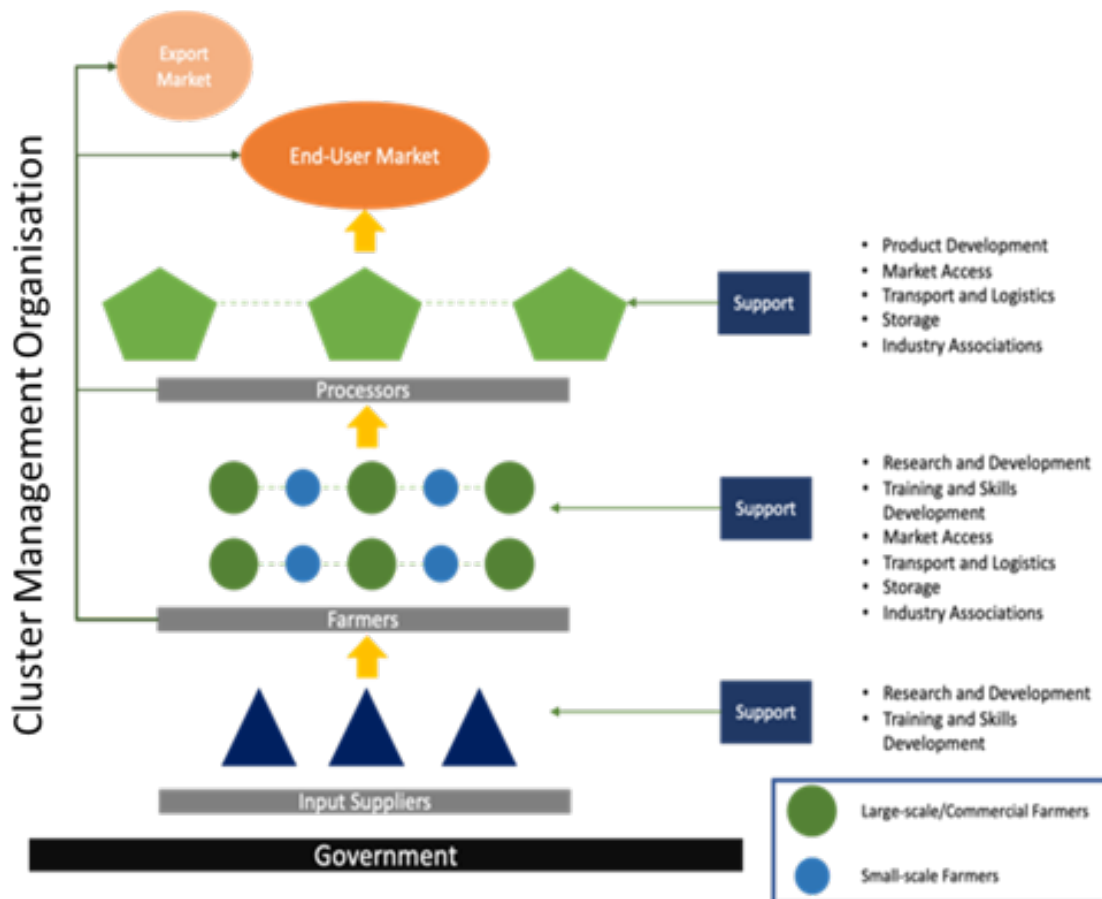 Cluster Management Organisation
Export
Market
End-User Market
Support
• Product Development
• Market Access
• Transport and Logistics
• Storage
• Industry Associations
Processors
Support
• Research and Development
• Training and Skills
Development
• Market Access
• Transport and Logistics
• Storage
• Industry Associations
Farmers
Support
• Research and Development
• Training and Skills
Development
Input Suppliers
Government
Large-scale/Commercial Farmers
Small-scale Farmers